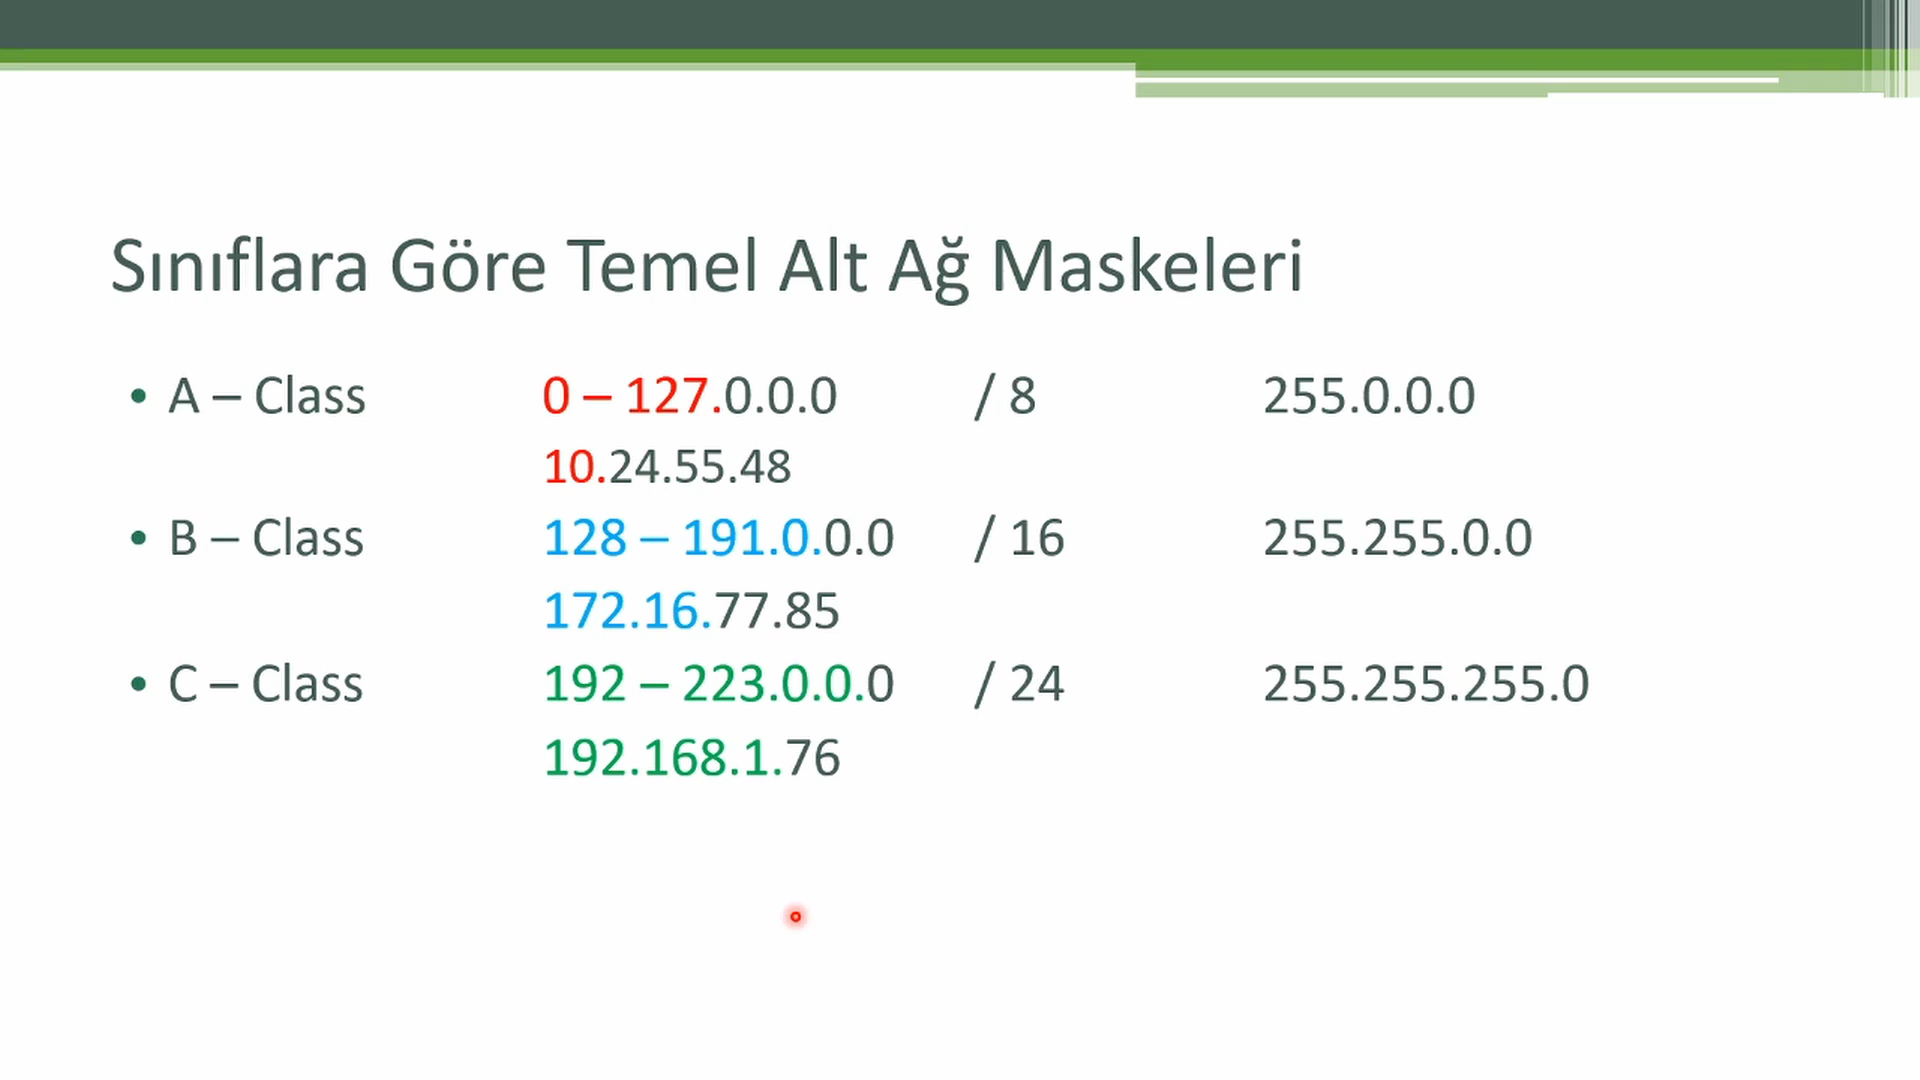 Sınıflara Göre Temel Alt Ağ Maskeleri
• A – Class 0 – 127.0.0.0 / 8 255.0.0.0
10.24.55.48
• B – Class 128 – 191.0.0.0 / 16 255.255.0.0
172.16.77.85
• C – Class 192 – 223.0.0.0 / 24 255.255.255.0
192.168.1.76